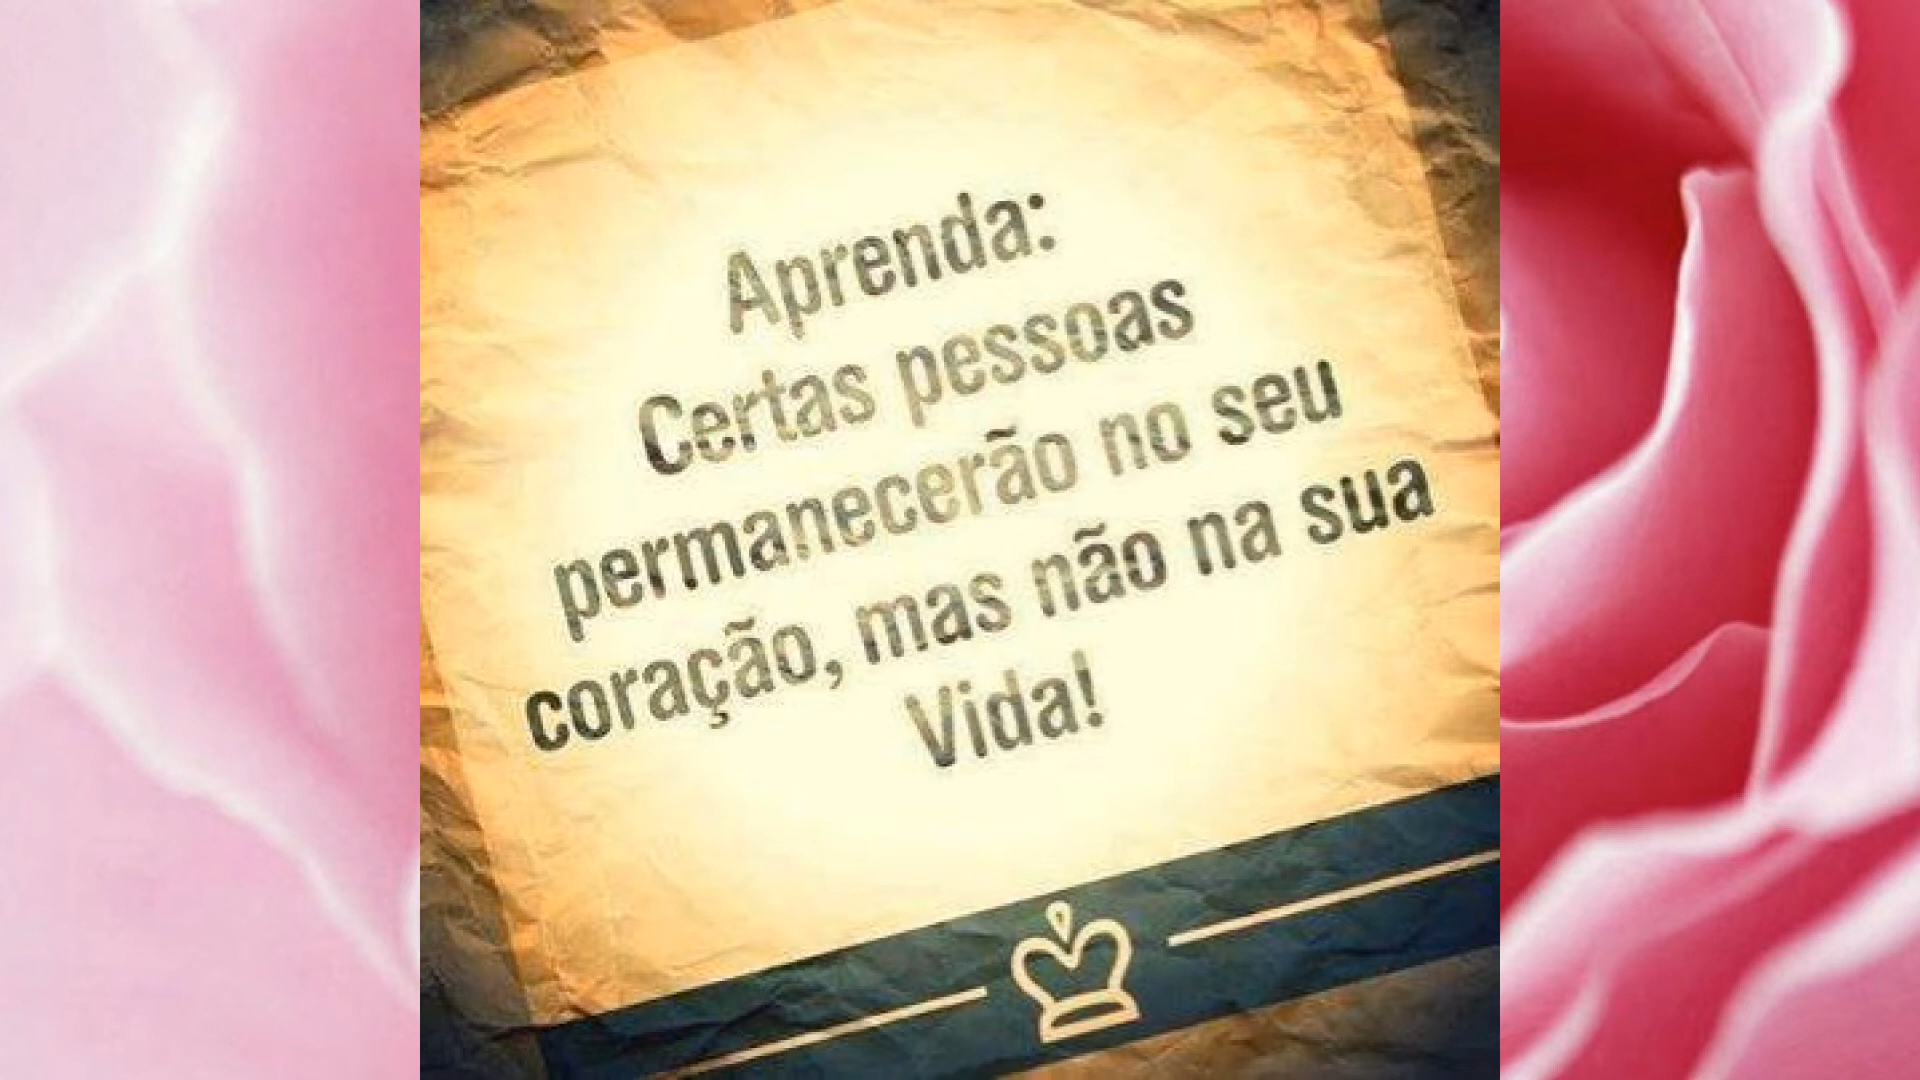 Aprenda:
Certas pessoas
permanecerão no seu
coração, mas não na sua
Vida!